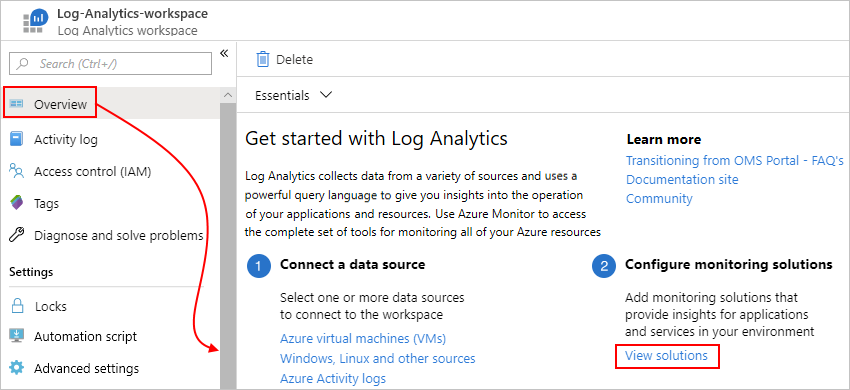 Log-Analytics-workspace
Log Analytics workspace
Search (Ctrl+/)
«
Overview
Activity log
Access control (IAM)
Tags
Diagnose and solve problems
Settings
Locks
Automation script
Advanced settings
Delete
Essentials
Get started with Log Analytics
Log Analytics collects data from a variety of sources and uses a
powerful query language to give you insights into the operation
of your applications and resources. Use Azure Monitor to access
the complete set of tools for monitoring all of your Azure resources
Learn more
Transitioning from OMS Portal - FAQ's
Documentation site
Community
1 Connect a data source
Select one or more data sources
to connect to the workspace
Azure virtual machines (VMs)
Windows, Linux and other sources
Azure Activity logs
2 Configure monitoring solutions
Add monitoring solutions that
provide insights for applications
and services in your environment
View solutions